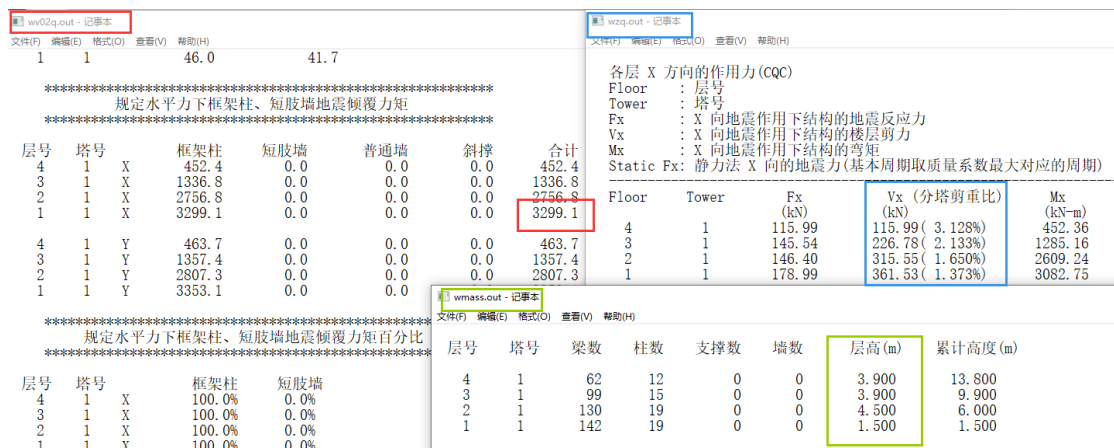 wv02q.out - 记事本
文件(F) 编辑(E) 格式(O) 查看(V) 帮助(H)
1 1 46.0 41.7
**********************************************************
规定水平力下框架柱、短肢墙地震倾覆力矩
**********************************************************
层号 塔号 框架柱 短肢墙 普通墙 斜撑 合计
4 1 X 452.4 0.0 0.0 0.0 452.4
3 1 X 1336.8 0.0 0.0 0.0 1336.8
2 1 X 2756.8 0.0 0.0 0.0 2756.8
1 1 X 3299.1 0.0 0.0 0.0 3299.1
4 1 Y 463.7 0.0 0.0 0.0 463.7
3 1 Y 1357.4 0.0 0.0 0.0 1357.4
2 1 Y 2807.3 0.0 0.0 0.0 2807.3
1 1 Y 3353.1 0.0 0.0
**************************************************
规定水平力下框架柱、短肢墙地震倾覆力矩百分比
**************************************************
层号 塔号 框架柱 短肢墙
4 1 X 100.0% 0.0%
3 1 X 100.0% 0.0%
2 1 X 100.0% 0.0%
1 1 X 100.0% 0.0%
wzq.out - 记事本
文件(F) 编辑(E) 格式(O) 查看(V) 帮助(H)
各层 X 方向的作用力(CQC)
Floor : 层号
Tower : 塔号
Fx : X 向地震作用下结构的地震反应力
Vx : X 向地震作用下结构的楼层剪力
Mx : X 向地震作用下结构的弯矩
Static Fx: 静力法 X 向的地震力(基本周期取质量系数最大对应的周期)
Floor Tower Fx Vx (分塔剪重比) Mx
(kN) (kN) (kN-m)
4 1 115.99 115.99( 3.128%) 452.36
3 1 145.54 226.78( 2.133%) 1285.16
2 1 146.40 315.55( 1.650%) 2609.24
1 1 178.99 361.53( 1.373%) 3082.75
wmass.out - 记事本
文件(F) 编辑(E) 格式(O) 查看(V) 帮助(H)
层号 塔号 梁数 柱数 支撑数 墙数 层高(m) 累计高度(m)
4 1 62 12 0 0 3.900 13.800
3 1 99 15 0 0 3.900 9.900
2 1 130 19 0 0 4.500 6.000
1 1 142 19 0 0 1.500 1.500